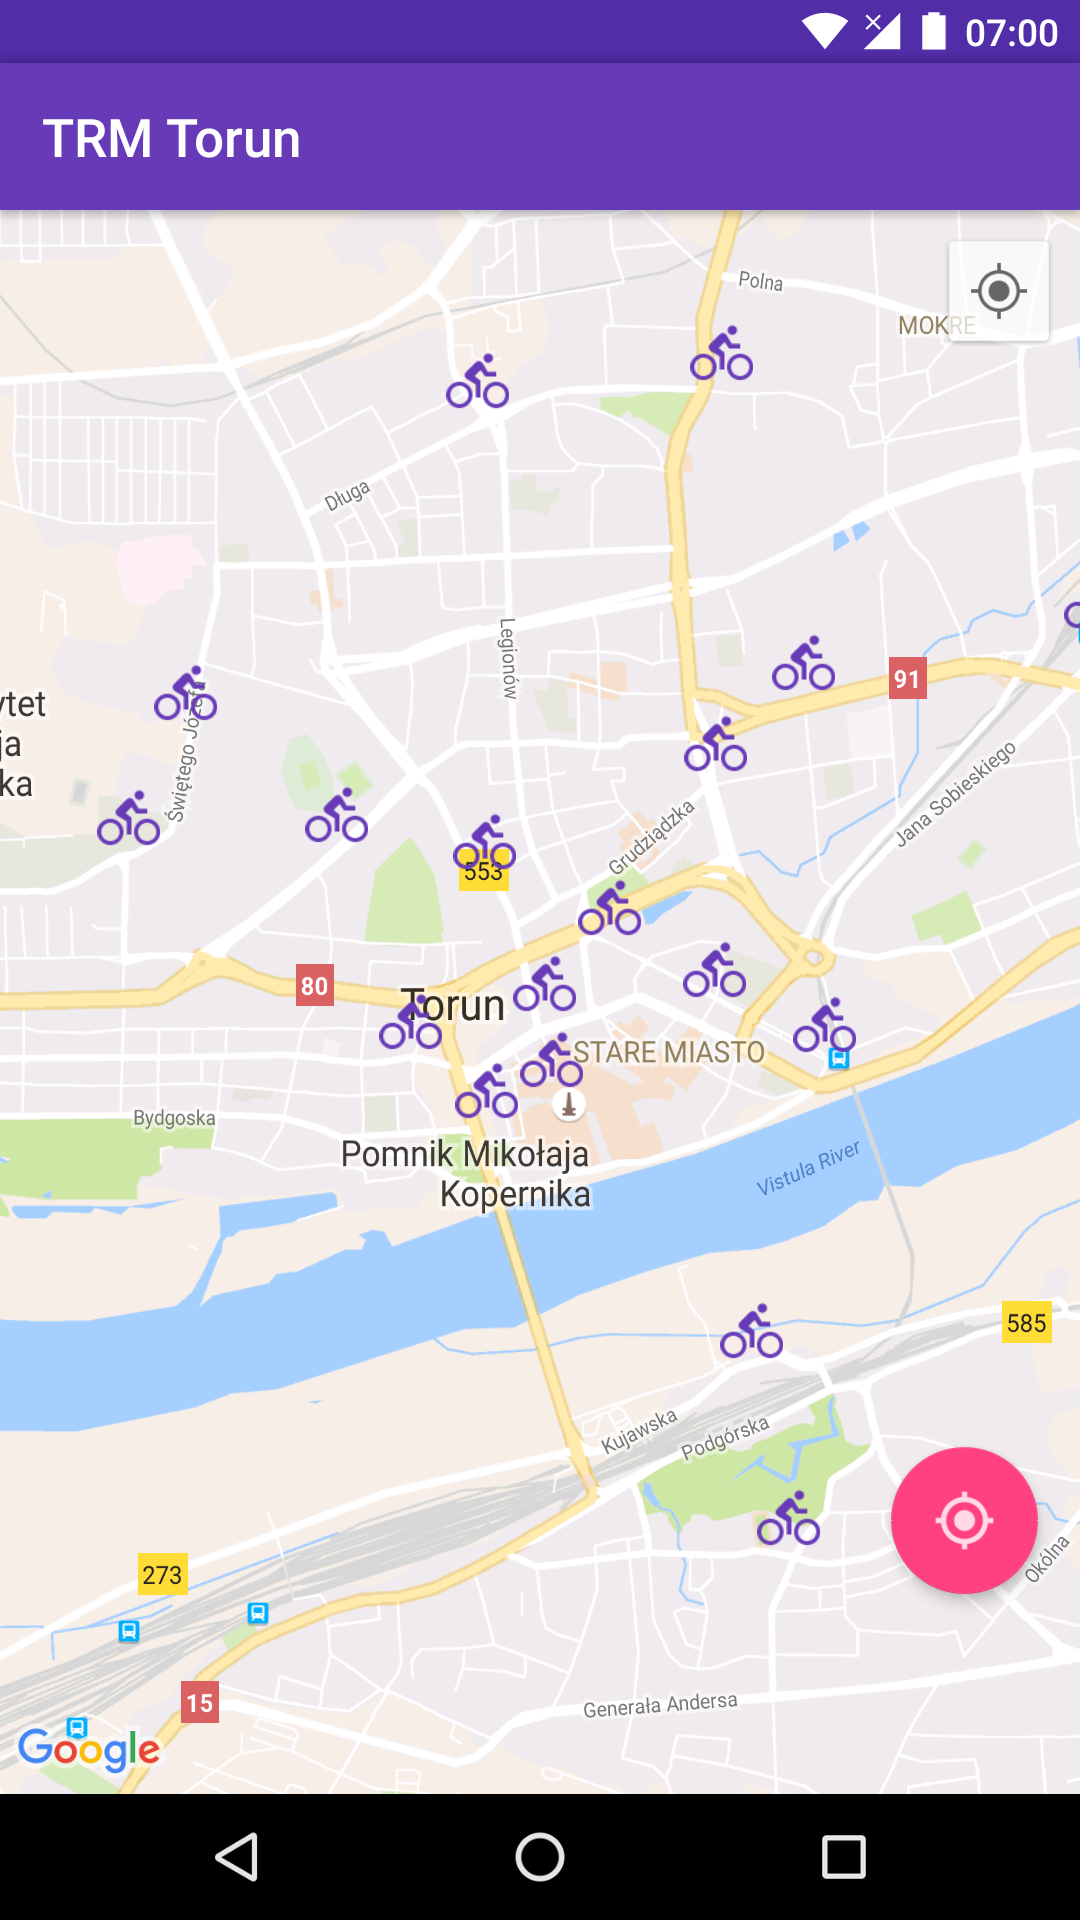 07:00
TRM Torun
Polna
MOKRE
Długa
Legionów
91
ytet
ja
ka
Świętego Józefa
Jana Sobieskiego
Grudziądzka
553
80
Torun
STARE MIASTO
Bydgoska
Pomnik Mikołaja
Kopernika
Vistula River
585
Kujawska
Podgórska
Okólna
273
15
Generała Andersa
Google